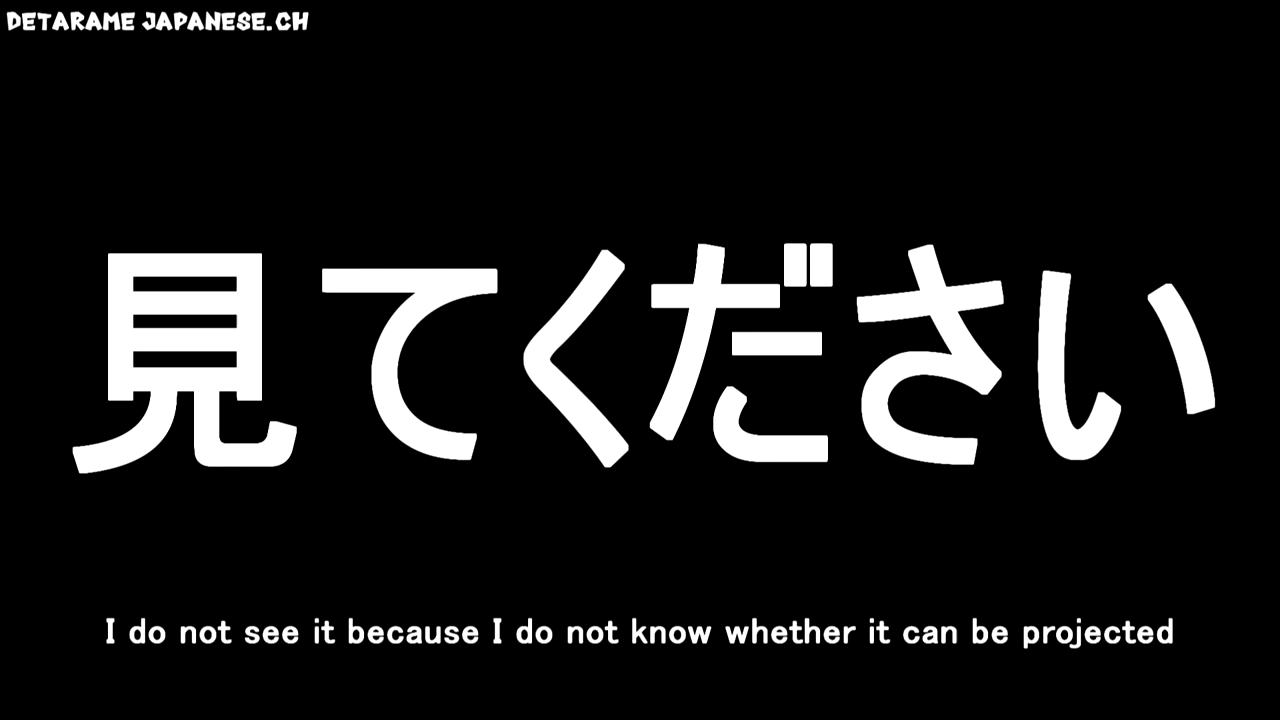 DETARAME JAPANESE.CH
見てください
I do not see it because I do not know whether it can be projected